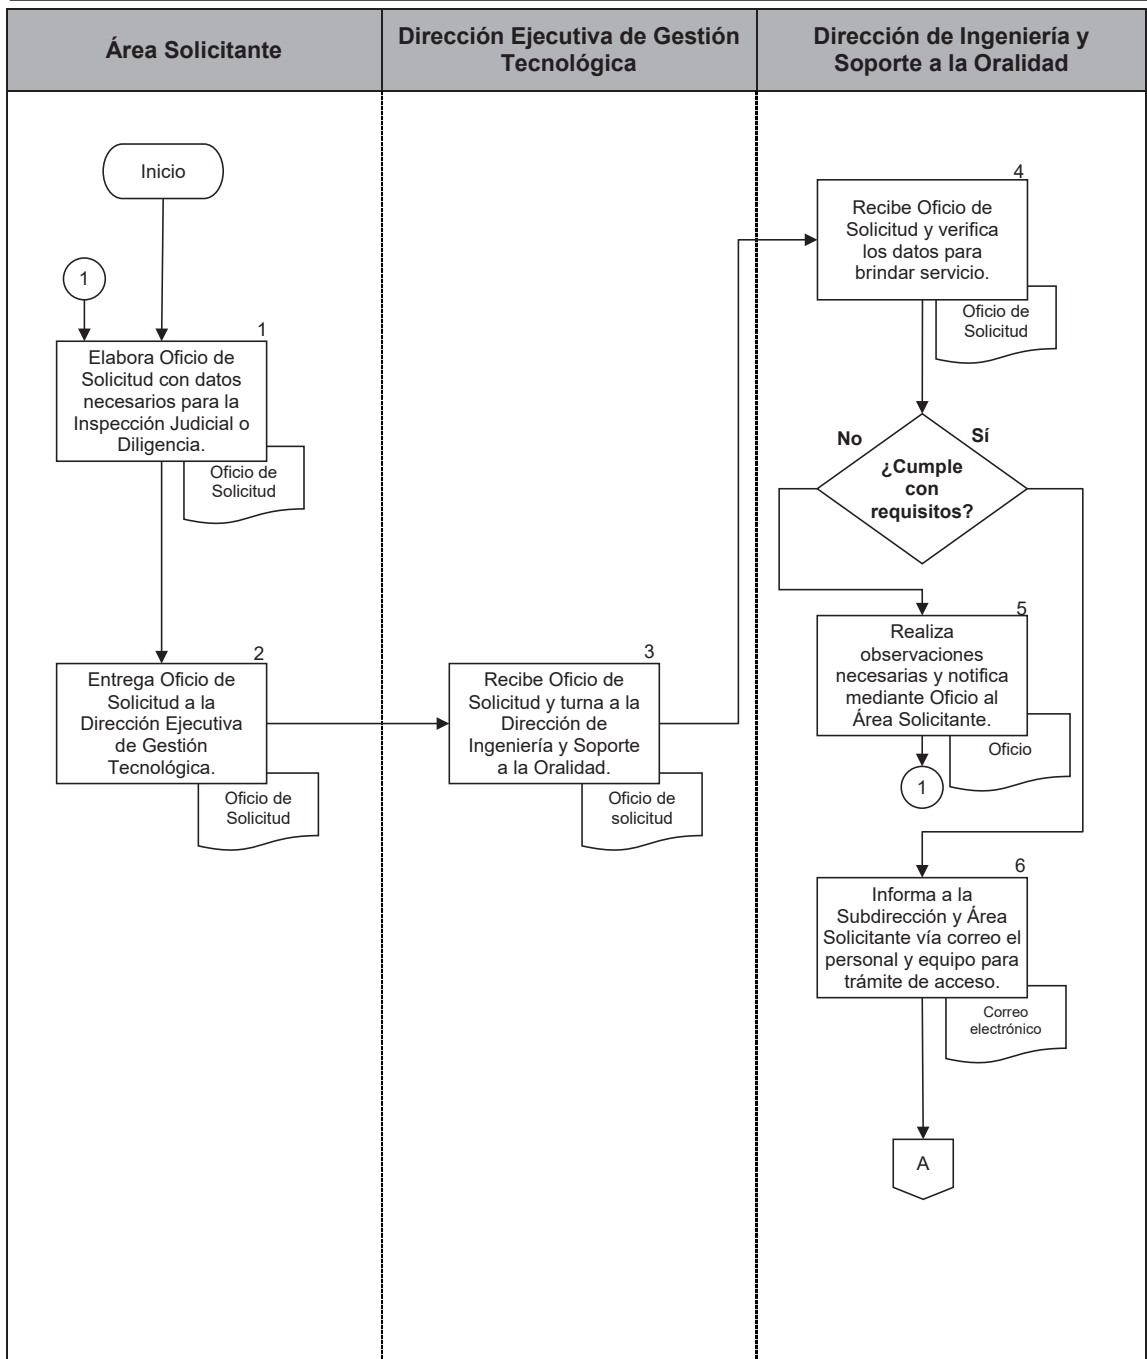 Área Solicitante
Dirección Ejecutiva de Gestión
Tecnológica
Dirección de Ingeniería y
Soporte a la Oralidad
Inicio
1
1
Elabora Oficio de
Solicitud con datos
necesarios para la
Inspección Judicial o
Diligencia.
Oficio de
Solicitud
2
Entrega Oficio de
Solicitud a la
Dirección Ejecutiva
de Gestión
Tecnológica.
Oficio de
Solicitud
3
Recibe Oficio de
Solicitud y turna a la
Dirección de
Ingeniería y Soporte
a la Oralidad.
Oficio de
solicitud
4
Recibe Oficio de
Solicitud y verifica
los datos para
brindar servicio.
Oficio de
Solicitud
No
Sí
¿Cumple
con
requisitos?
5
Realiza
observaciones
necesarias y notifica
mediante Oficio al
Área Solicitante.
Oficio
1
6
Informa a la
Subdirección y Área
Solicitante vía correo el
personal y equipo para
trámite de acceso.
Correo
electrónico
A